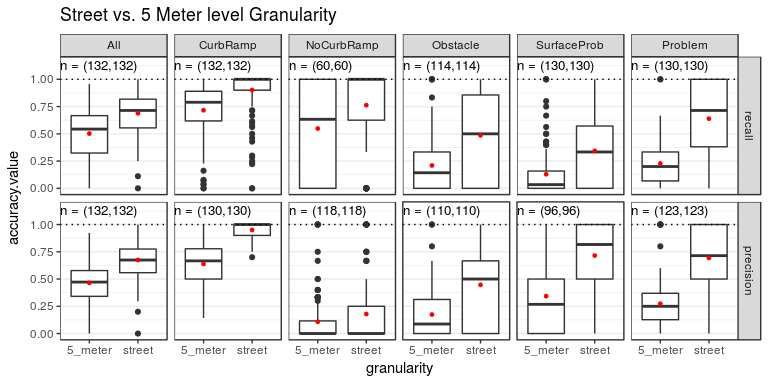 Street vs. 5 Meter level Granularity
All CurbRamp NoCurbRamp Obstacle SurfaceProb Problem
n = (132,132) n = (132,132) n = (60,60) n = (114,114) n = (130,130) n = (130,130)
1.00
0.75
0.50
0.25
0.00
recall
n = (132,132) n = (130,130) n = (118,118) n = (110,110) n = (96,96) n = (123,123)
1.00
0.75
0.50
0.25
0.00
precision
accuracy.value
5_meter street 5_meter street 5_meter street 5_meter street 5_meter street 5_meter street
granularity